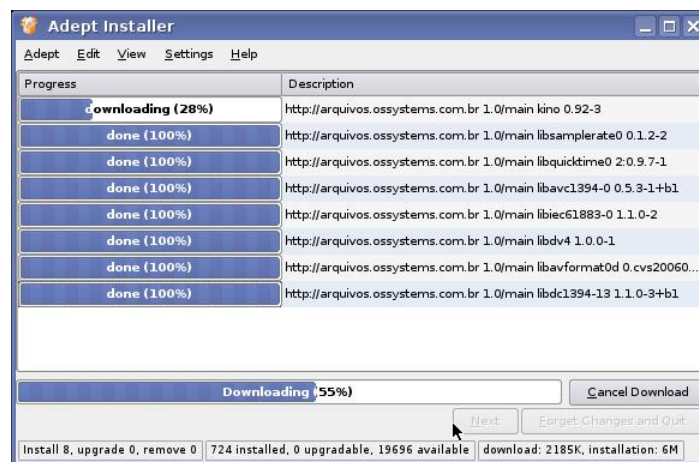 Adept Installer
Adept Edit View Settings Help
Progress Description
downloading (28%) http://arquivos.ossystems.com.br 1.0/main kino 0.92-3
done (100%) http://arquivos.ossystems.com.br 1.0/main libsamplerate0 0.1.2-2
done (100%) http://arquivos.ossystems.com.br 1.0/main libquicktime0 2:0.9.7-1
done (100%) http://arquivos.ossystems.com.br 1.0/main libavc1394-0 0.5.3-1+b1
done (100%) http://arquivos.ossystems.com.br 1.0/main libiec61883-0 1.1.0-2
done (100%) http://arquivos.ossystems.com.br 1.0/main libdv4 1.0.0-1
done (100%) http://arquivos.ossystems.com.br 1.0/main libavformat0d 0.cvs20060...
done (100%) http://arquivos.ossystems.com.br 1.0/main libdc1394-13 1.1.0-3+b1
Downloading (55%) Cancel Download
Next Forget Changes and Quit
Install 8, upgrade 0, remove 0 724 installed, 0 upgradable, 19696 available download: 2185K, installation: 6M